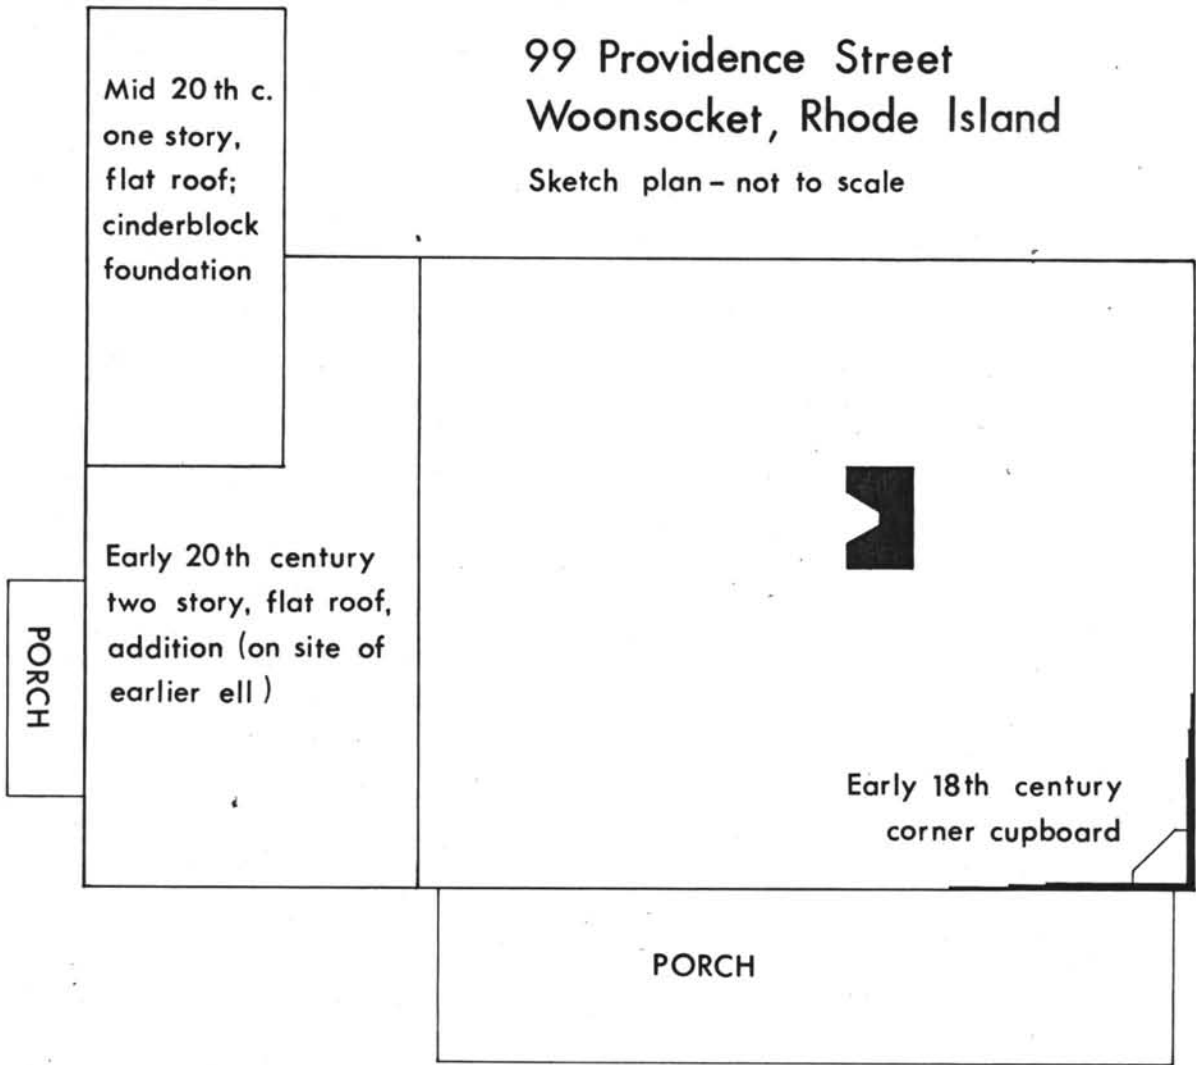 99 Providence Street
Woonsocket, Rhode Island
Sketch plan - not to scale
Mid 20th c.
one story,
flat roof;
cinderblock
foundation
Early 20th century
two story, flat roof,
addition (on site of
earlier ell)
PORCH
Early 18th century
corner cupboard
PORCH